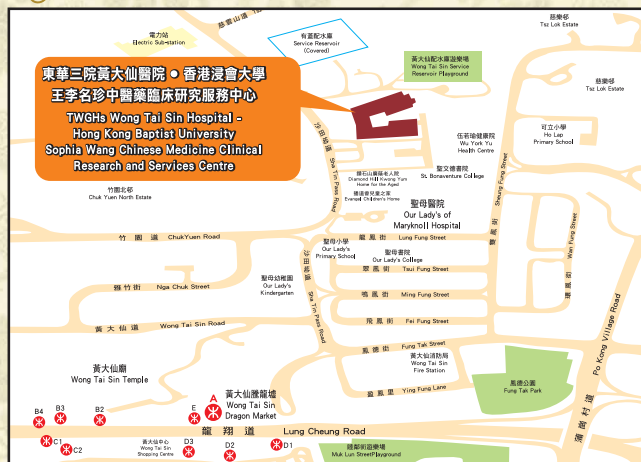 慈雲山道
電力站
Electric Sub-station
有蓋配水庫
Service Reservoir
(Covered)
慈樂邨
Tsz Lok Estate
黃大仙配水庫遊樂場
Wong Tai Sin Service
Reservoir Playground
慈樂邨
Tsz Lok Estate
東華三院黃大仙醫院 • 香港浸會大學
王李名珍中醫藥臨床研究服務中心
TWGHs Wong Tai Sin Hospital -
Hong Kong Baptist University
Sophia Wang Chinese Medicine Clinical
Research and Services Centre
沙田坳道
Sha Tin Pass Road
伍若瑜健康院
Wu York Yu
Health Centre
可立小學
Ho Lap
Primary School
鑽石山廣蔭老人院
Diamond Hill Kwong Yum
Home for the Aged
聖文德書院
St. Bonaventure College
播道會兒童之家
Evangel Children's Home
竹園北邨
Chuk Yuen North Estate
聖母醫院
Our Lady's of
Maryknoll Hospital
雙鳳街
Sheung Fung Street
環鳳街
Wan Fung Street
竹園道 ChukYuen Road
龍鳳街 Lung Fung Street
聖母小學
Our Lady's
Primary School
聖母書院
Our Lady's College
翠鳳街 Tsui Fung Street
沙田坳道
Sha Tin Pass Road
聖母幼稚園
Our Lady's
Kindergarten
雅竹街 Nga Chuk Street
鳴鳳街 Ming Fung Street
黃大仙道 Wong Tai Sin Road
飛鳳街 Fei Fung Street
鳳德街 Fung Tak Street
蒲崗村道
Po Kong Village Road
黃大仙消防局
Wong Tai Sin
Fire Station
黃大仙廟
Wong Tai Sin Temple
盈鳳里 Ying Fung Lane
鳳德公園
Fung Tak Park
黃大仙騰龍墟
Wong Tai Sin
Dragon Market
A
B4
B3
B2
E
龍翔道 Lung Cheung Road
C1
C2
黃大仙中心
Wong Tai Sin
Shopping Centre
D3
D2
D1
睦鄰街遊樂場
Muk Lun StreetPlayground